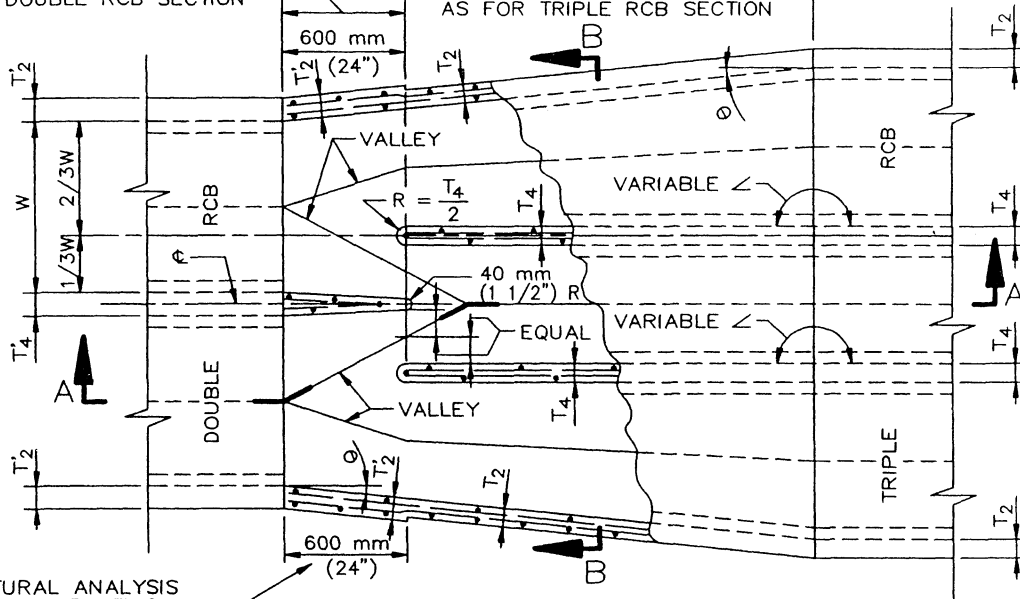 DOUBLE RCB SECTION
AS FOR TRIPLE RCB SECTION
600 mm
(24")
B
T'2
T'2
T2
T2
θ
VALLEY
RCB
RCB
W
2/3W
1/3W
R = T4/2
T4
VARIABLE ∠
T4
℄
40 mm
(1 1/2") R
A
EQUAL
VARIABLE ∠
T'4
T4
A
T4
VALLEY
DOUBLE
TRIPLE
θ
T'2
T'2
T2
T2
600 mm
(24")
B
TURAL ANALYSIS